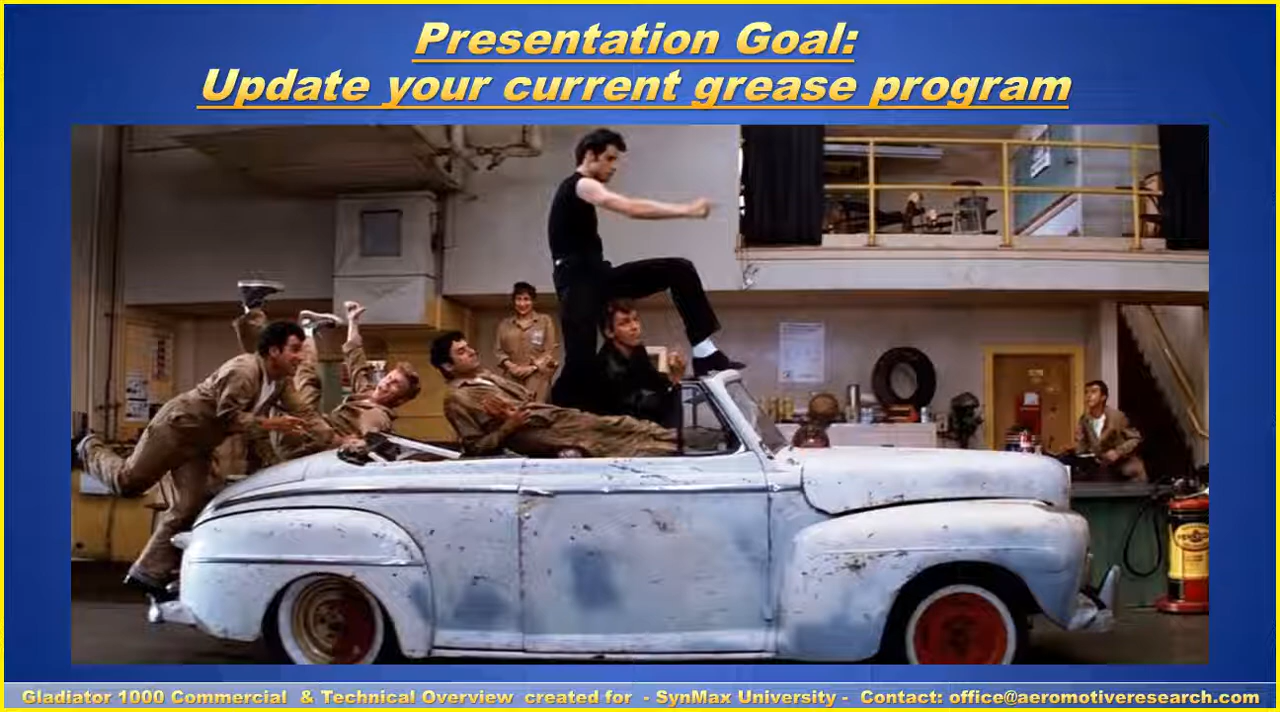 Presentation Goal:
Update your current grease program
Gladiator 1000 Commercial & Technical Overview created for - SynMax University - Contact: office@aeromotiveresearch.com